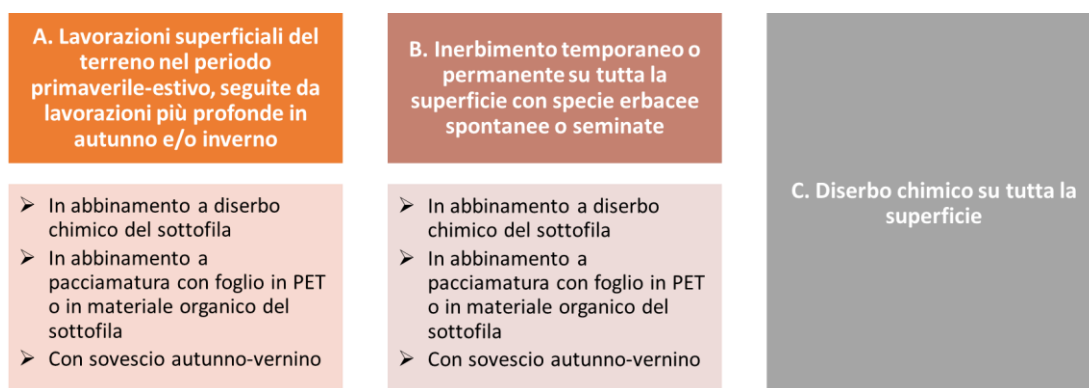 A. Lavorazioni superficiali del
terreno nel periodo
primaverile-estivo, seguite da
lavorazioni più profonde in
autunno e/o inverno
➢ In abbinamento a diserbo
chimico del sottofila
➢ In abbinamento a
pacciamatura con foglio in PET
o in materiale organico del
sottofila
➢ Con sovescio autunno-vernino
B. Inerbimento temporaneo o
permanente su tutta la
superficie con specie erbacee
spontanee o seminate
➢ In abbinamento a diserbo
chimico del sottofila
➢ In abbinamento a
pacciamatura con foglio in PET
o in materiale organico del
sottofila
➢ Con sovescio autunno-vernino
C. Diserbo chimico su tutta la
superficie